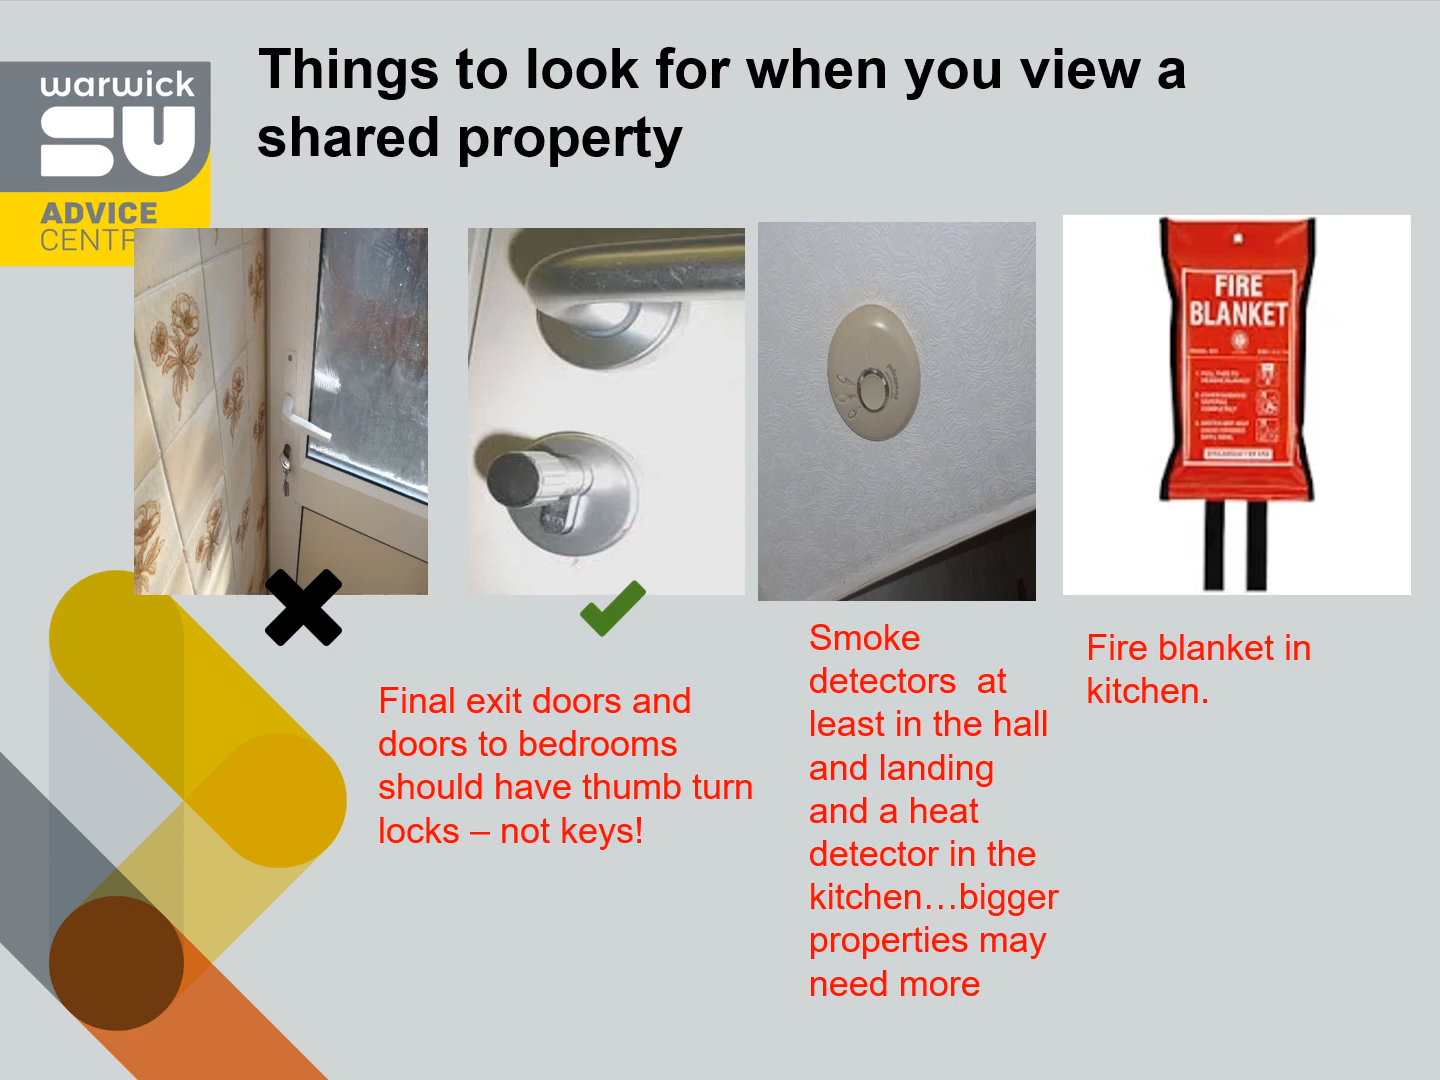 Things to look for when you view a
shared property
warwick
SU
ADVICE
CENTR
FIRE
BLANKET
Final exit doors and
doors to bedrooms
should have thumb turn
locks – not keys!
Smoke
detectors  at
least in the hall
and landing
and a heat
detector in the
kitchen…bigger
properties may
need more
Fire blanket in
kitchen.